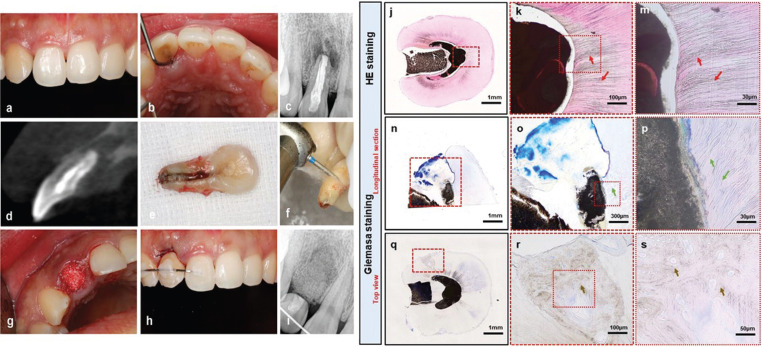 a
b
c
d
e
f
g
h
i
HE staining
Giemasa staining
Longitudinal section
Top view
j
1mm
k
100μm
m
30μm
n
1mm
o
300μm
p
30μm
q
1mm
r
100μm
s
50μm